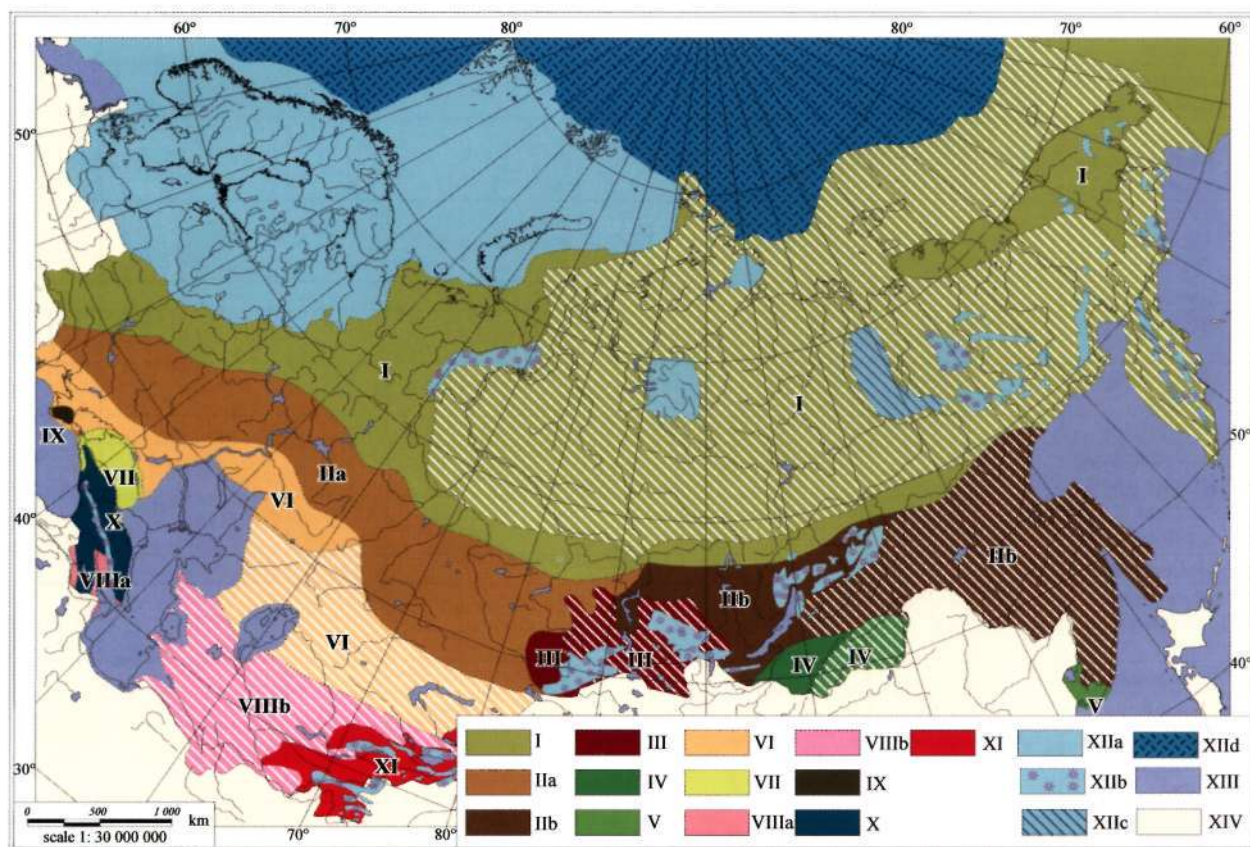 60° 70° 80° 80° 70° 60°
50°
I
I
I
IX
IIa
VII
VI
50°
40°
X
IIb
VIIIa
IIb
VI
III
III
IV
IV
40°
VIIIb
V
XI
30°
I III VI VIIIb XI XIIa XIId
IIa IV VII IX XIIb XIII
IIb V VIIIa X XIIc XIV
0 500 1 000 km
scale 1: 30 000 000
70° 80°